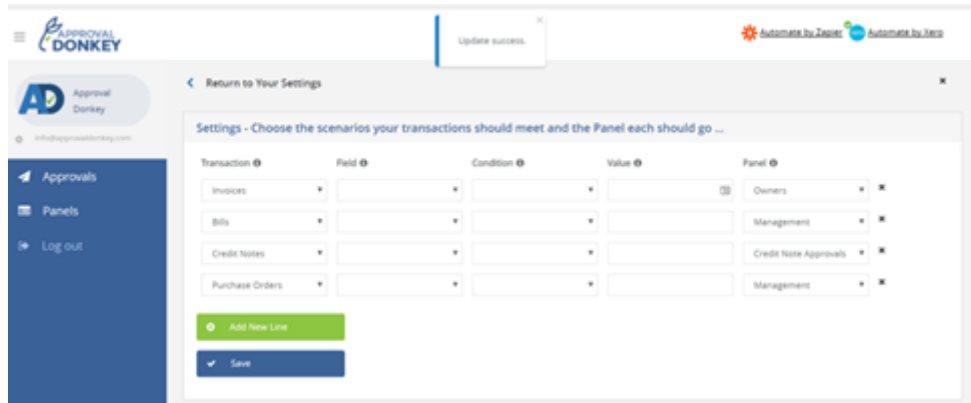 APPROVAL
DONKEY
Update success.
Automate by Zapier
Automate by Xero
AD
Approval
Donkey
info@approvaldonkey.com
Approvals
Panels
Log out
Return to Your Settings
Settings - Choose the scenarios your transactions should meet and the Panel each should go ...
Transaction Field Condition Value Panel
Invoices Owners
Bills Management
Credit Notes Credit Note Approvals
Purchase Orders Management
Add New Line
Save